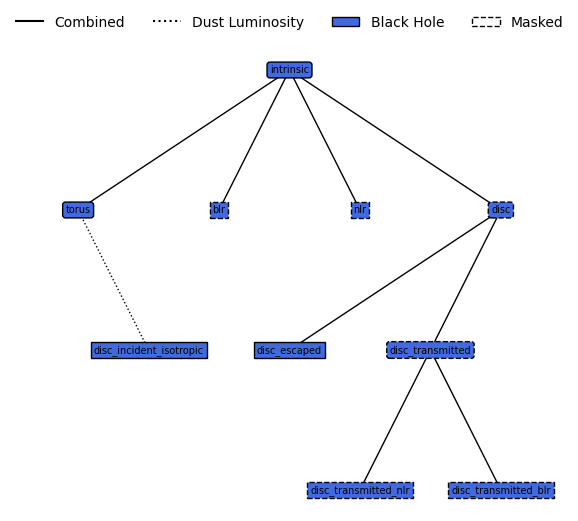 Combined Dust Luminosity Black Hole Masked
intrinsic
torus blr nlr disc
disc_incident_isotropic disc_escaped disc_transmitted
disc_transmitted_nlr disc_transmitted_blr